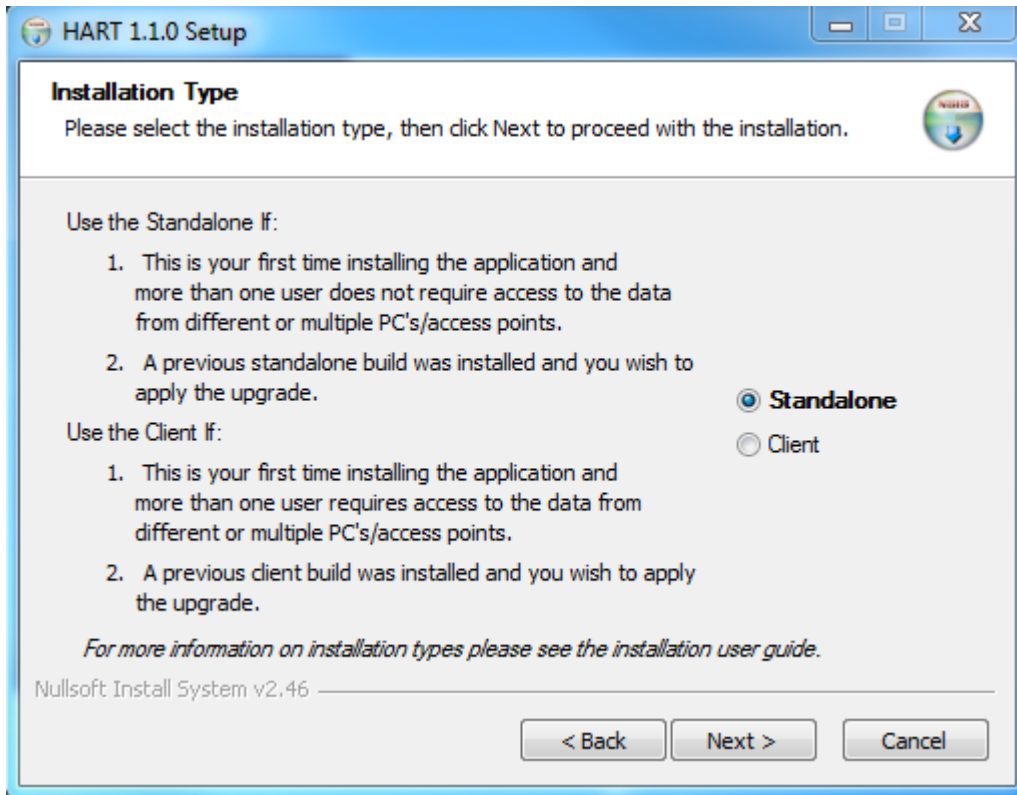 HART 1.1.0 Setup
Installation Type
Please select the installation type, then click Next to proceed with the installation.
NSIS
Use the Standalone If:
1. This is your first time installing the application and
more than one user does not require access to the data
from different or multiple PC's/access points.
2. A previous standalone build was installed and you wish to
apply the upgrade.
Standalone
Use the Client If:
Client
1. This is your first time installing the application and
more than one user requires access to the data from
different or multiple PC's/access points.
2. A previous client build was installed and you wish to apply
the upgrade.
For more information on installation types please see the installation user guide.
Nullsoft Install System v2.46
< Back Next > Cancel